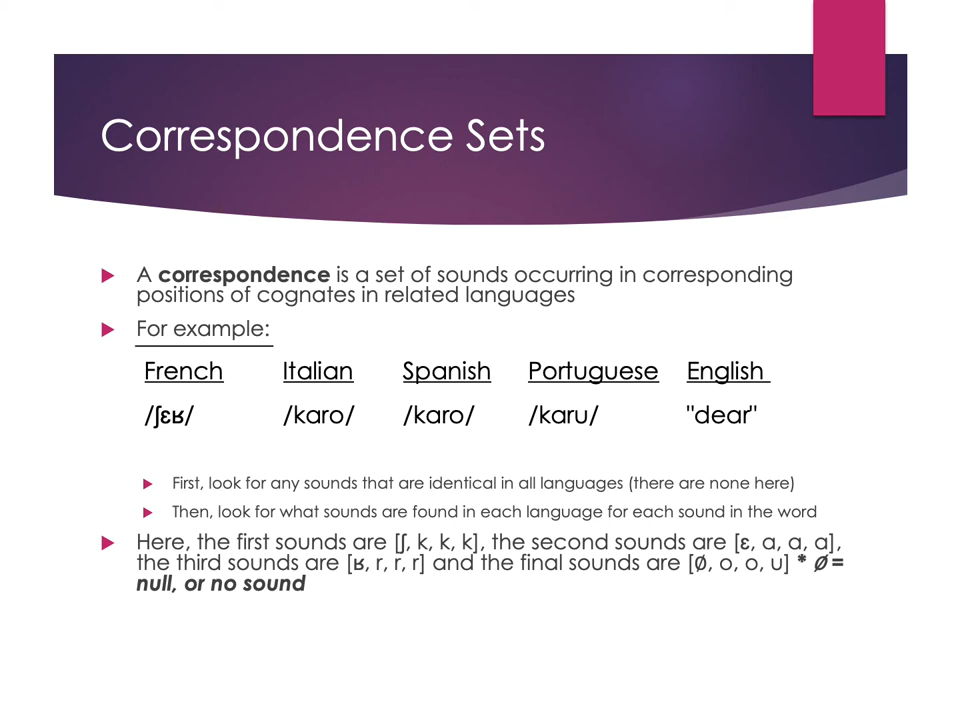 Correspondence Sets
A correspondence is a set of sounds occurring in corresponding
positions of cognates in related languages
For example:
French Italian Spanish Portuguese English
/ʃɛʁ/ /karo/ /karo/ /karu/ "dear"
First, look for any sounds that are identical in all languages (there are none here)
Then, look for what sounds are found in each language for each sound in the word
Here, the first sounds are [ʃ, k, k, k], the second sounds are [ɛ, a, a, a],
the third sounds are [ʁ, r, r, r] and the final sounds are [Ø, o, o, u] * Ø =
null, or no sound